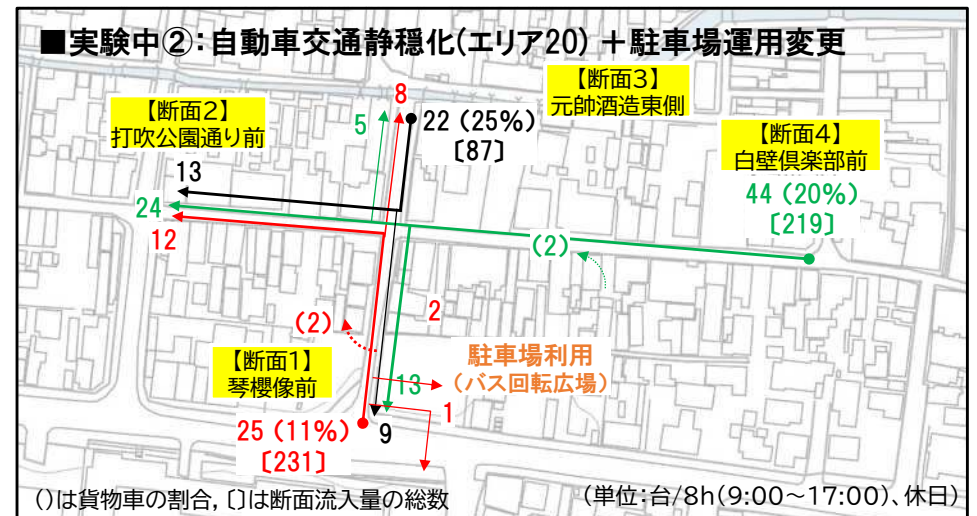 ■実験中②:自動車交通静穏化(エリア20)+駐車場運用変更
【断面2】
打吹公園通り前
【断面3】
元帥酒造東側
【断面4】
白壁倶楽部前
44 (20%)
〔219〕
8
5
22 (25%)
〔87〕
13
24
12
(2)
(2)
2
【断面1】
琴櫻像前
駐車場利用
(バス回転広場)
13
1
9
25 (11%)
〔231〕
()は貨物車の割合, 〔〕は断面流入量の総数
(単位:台/8h(9:00~17:00)、休日)